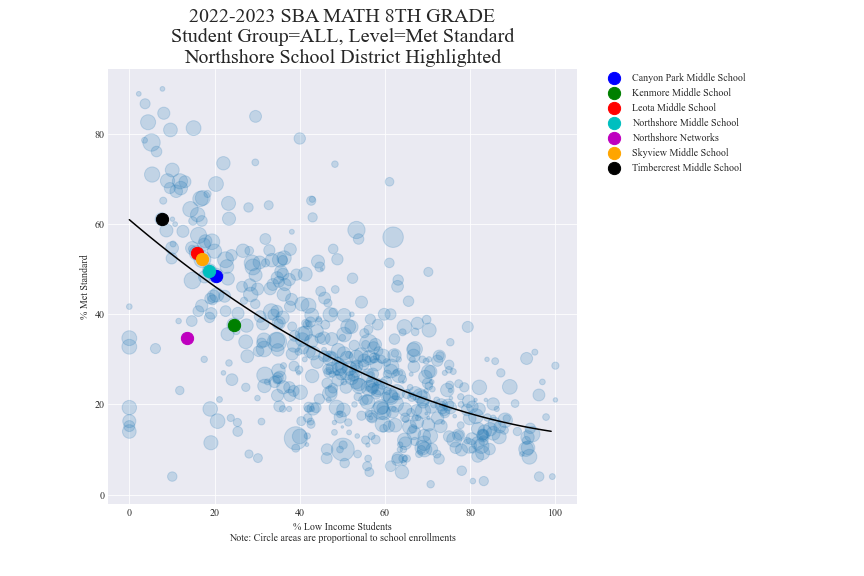 2022-2023 SBA MATH 8TH GRADE
Student Group=ALL, Level=Met Standard
Northshore School District Highlighted
Canyon Park Middle School
Kenmore Middle School
Leota Middle School
Northshore Middle School
Northshore Networks
Skyview Middle School
Timbercrest Middle School
% Met Standard
80
60
40
20
0
0 20 40 60 80 100
% Low Income Students
Note: Circle areas are proportional to school enrollments